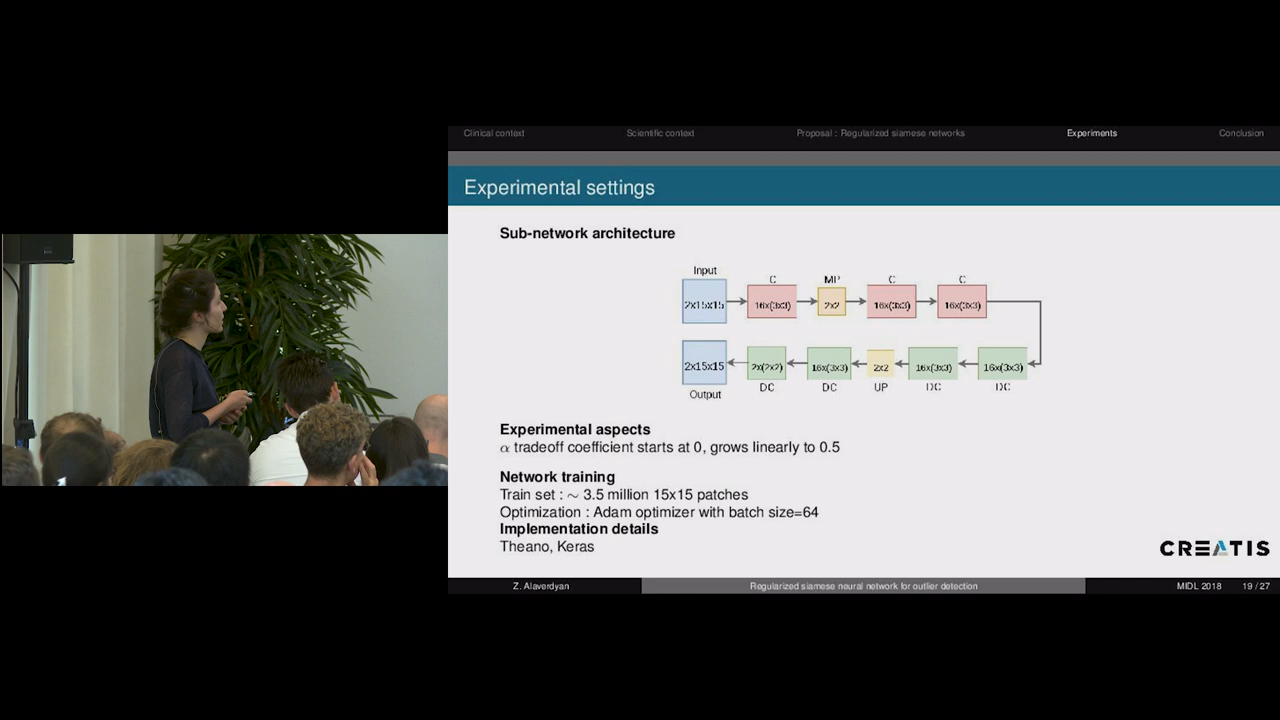 Clinical context Scientific context Proposal : Regularized siamese networks Experiments Conclusion
Experimental settings
Sub-network architecture
Input
C MP C C
2x15x15 16x(3x3) 2x2 16x(3x3) 16x(3x3)
2x15x15 2x(2x2) 16x(3x3) 2x2 16x(3x3) 16x(3x3)
DC DC UP DC DC
Output
Experimental aspects
α tradeoff coefficient starts at 0, grows linearly to 0.5
Network training
Train set : ∼ 3.5 million 15x15 patches
Optimization : Adam optimizer with batch size=64
Implementation details
Theano, Keras
CREATIS
Z. Alaverdyan Regularized siamese neural network for outlier detection MIDL 2018 19 / 27